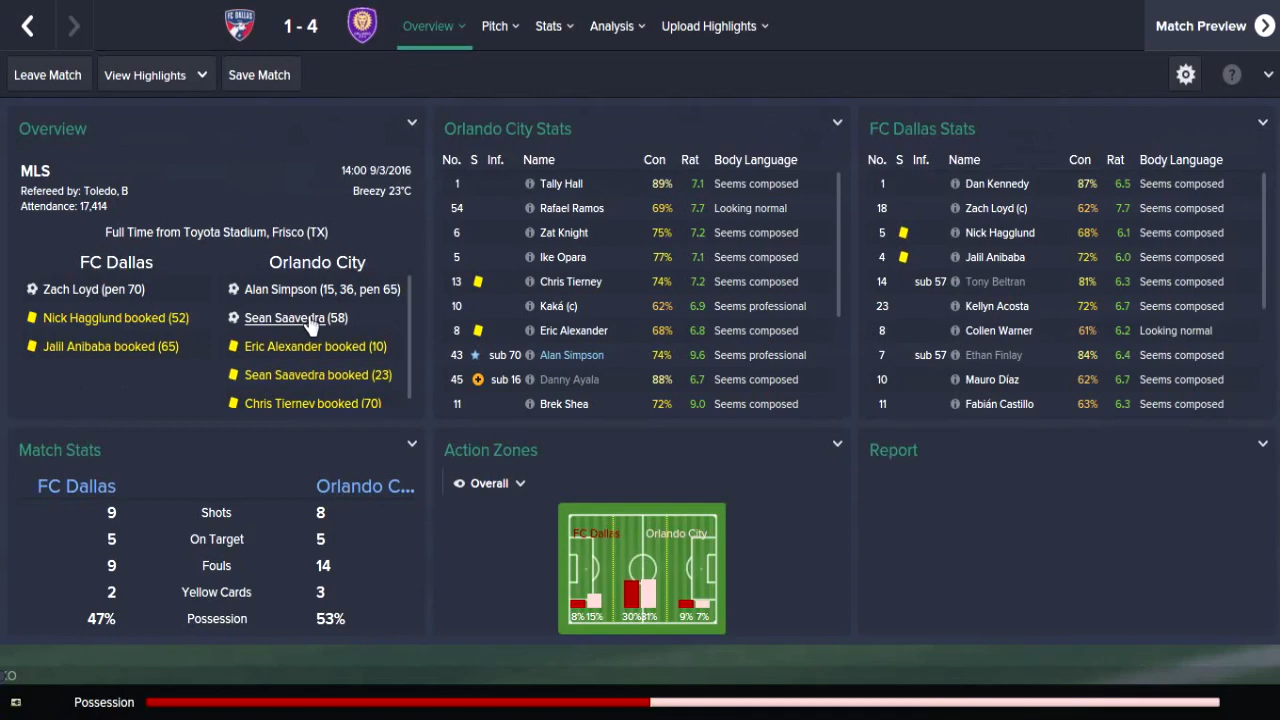 1 - 4
Overview
Pitch
Stats
Analysis
Upload Highlights
Match Preview
Leave Match
View Highlights
Save Match
?
Overview
MLS
14:00 9/3/2016
Refereed by: Toledo, B
Breezy 23°C
Attendance: 17,414
Full Time from Toyota Stadium, Frisco (TX)
FC Dallas
Orlando City
Zach Loyd (pen 70)
Alan Simpson (15, 36, pen 65)
Sean Saavedra (58)
Nick Hagglund booked (52)
Eric Alexander booked (10)
Jalil Anibaba booked (65)
Sean Saavedra booked (23)
Chris Tierney booked (70)
Orlando City Stats
No. S Inf. Name Con Rat Body Language
1 Tally Hall 89% 7.1 Seems composed
54 Rafael Ramos 69% 7.7 Looking normal
6 Zat Knight 75% 7.2 Seems composed
5 Ike Opara 77% 7.1 Seems composed
13 Chris Tierney 74% 7.2 Seems composed
10 Kaká (c) 62% 6.9 Seems professional
8 Eric Alexander 68% 6.8 Seems composed
43 sub 70 Alan Simpson 74% 9.6 Seems professional
45 sub 16 Danny Ayala 88% 6.7 Seems composed
11 Brek Shea 72% 9.0 Seems composed
FC Dallas Stats
No. S Inf. Name Con Rat Body Language
1 Dan Kennedy 87% 6.5 Seems composed
18 Zach Loyd (c) 62% 7.7 Seems composed
5 Nick Hagglund 68% 6.1 Seems composed
4 Jalil Anibaba 72% 6.0 Seems composed
14 sub 57 Tony Beltran 81% 6.3 Seems composed
23 Kellyn Acosta 72% 6.7 Seems composed
8 Collen Warner 61% 6.2 Looking normal
7 sub 57 Ethan Finlay 84% 6.4 Seems composed
10 Mauro Díaz 62% 6.7 Seems composed
11 Fabián Castillo 63% 6.3 Seems composed
Match Stats
FC Dallas Orlando C...
9 Shots 8
5 On Target 5
9 Fouls 14
2 Yellow Cards 3
47% Possession 53%
Action Zones
Overall
FC Dallas Orlando City
8% 15% 30% 31% 9% 7%
Report
Possession